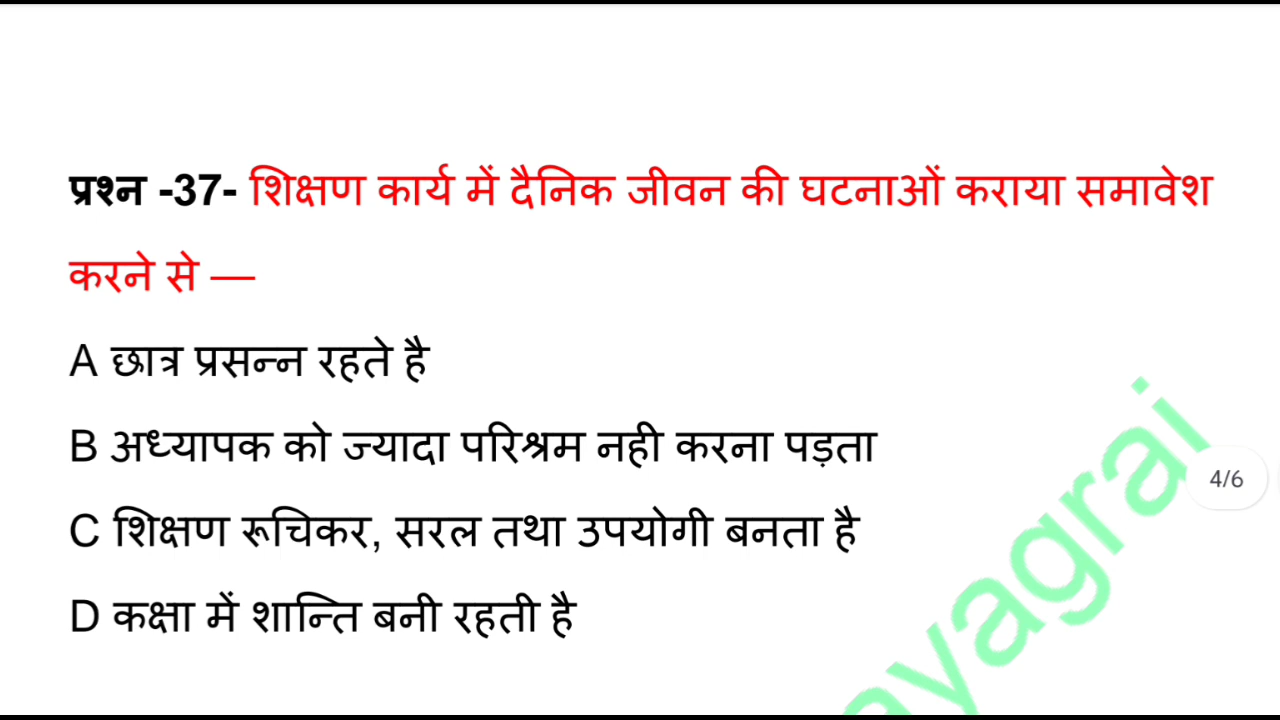 प्रश्न -37- शिक्षण कार्य में दैनिक जीवन की घटनाओं कराया समावेश
करने से —
A छात्र प्रसन्न रहते है
B अध्यापक को ज्यादा परिश्रम नही करना पड़ता
C शिक्षण रूचिकर, सरल तथा उपयोगी बनता है
4/6
D कक्षा में शान्ति बनी रहती है
ayagrai